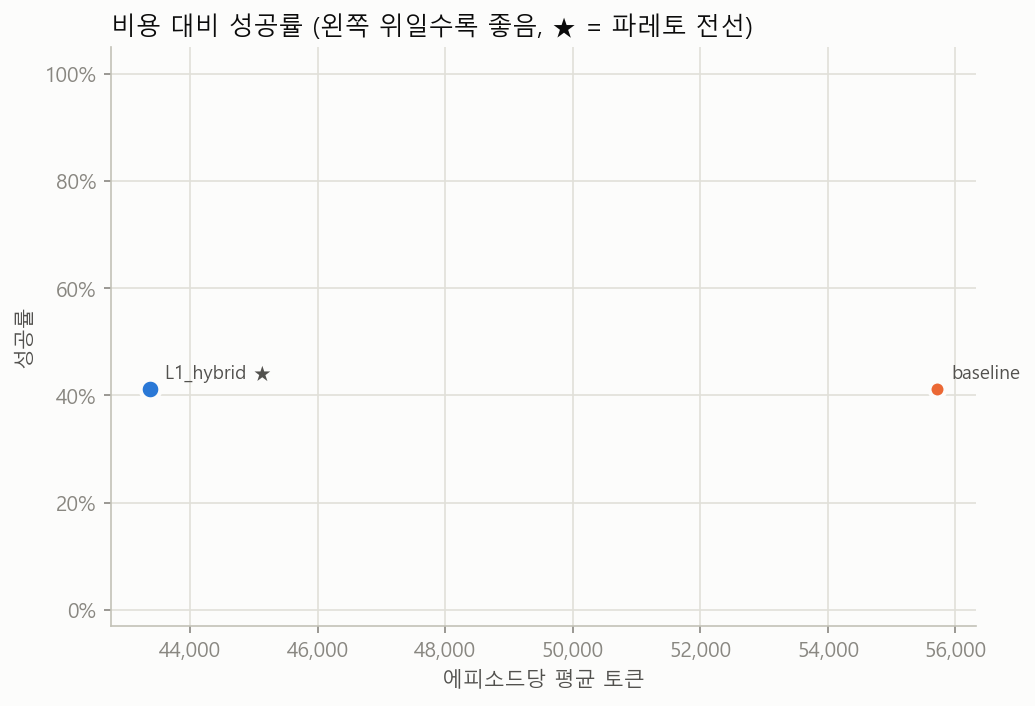 비용 대비 성공률 (왼쪽 위일수록 좋음, ★ = 파레토 전선)
100%
80%
60%
40%
20%
0%
성공률
L1_hybrid ★
baseline
44,000 46,000 48,000 50,000 52,000 54,000 56,000
에피소드당 평균 토큰